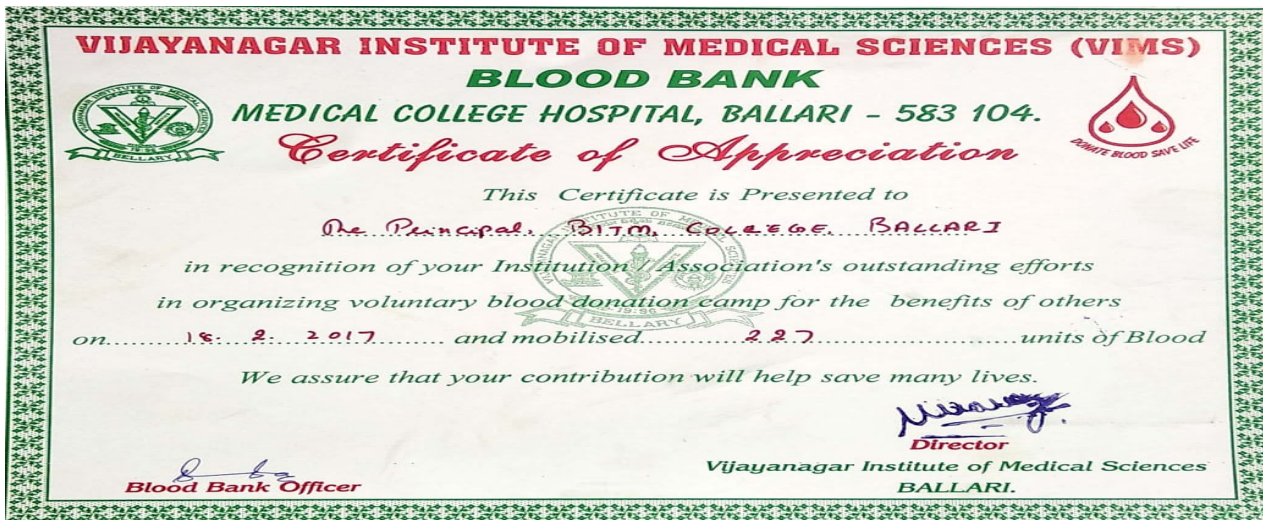 VIJAYANAGAR INSTITUTE OF MEDICAL SCIENCES (VIMS)
BLOOD BANK
MEDICAL COLLEGE HOSPITAL, BALLARI - 583 104.
BELLARY
DONATE BLOOD SAVE LIFE
Certificate of Appreciation
This Certificate is Presented to
The Principal. BITM. COLLEGE. BALLARI
in recognition of your Institution / Association's outstanding efforts
in organizing voluntary blood donation camp for the benefits of others
BELLARY
on.........18. 2. 2017......... and mobilised............227......................units of Blood
We assure that your contribution will help save many lives.
Director
Vijayanagar Institute of Medical Sciences
BALLARI.
Blood Bank Officer